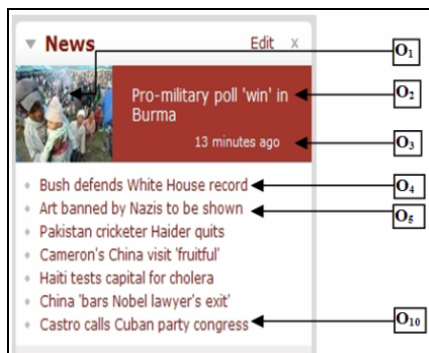 News Edit x
O1
Pro-military poll 'win' in
Burma
O2
13 minutes ago
O3
Bush defends White House record
O4
Art banned by Nazis to be shown
O5
Pakistan cricketer Haider quits
Cameron's China visit 'fruitful'
Haiti tests capital for cholera
China 'bars Nobel lawyer's exit'
Castro calls Cuban party congress
O10